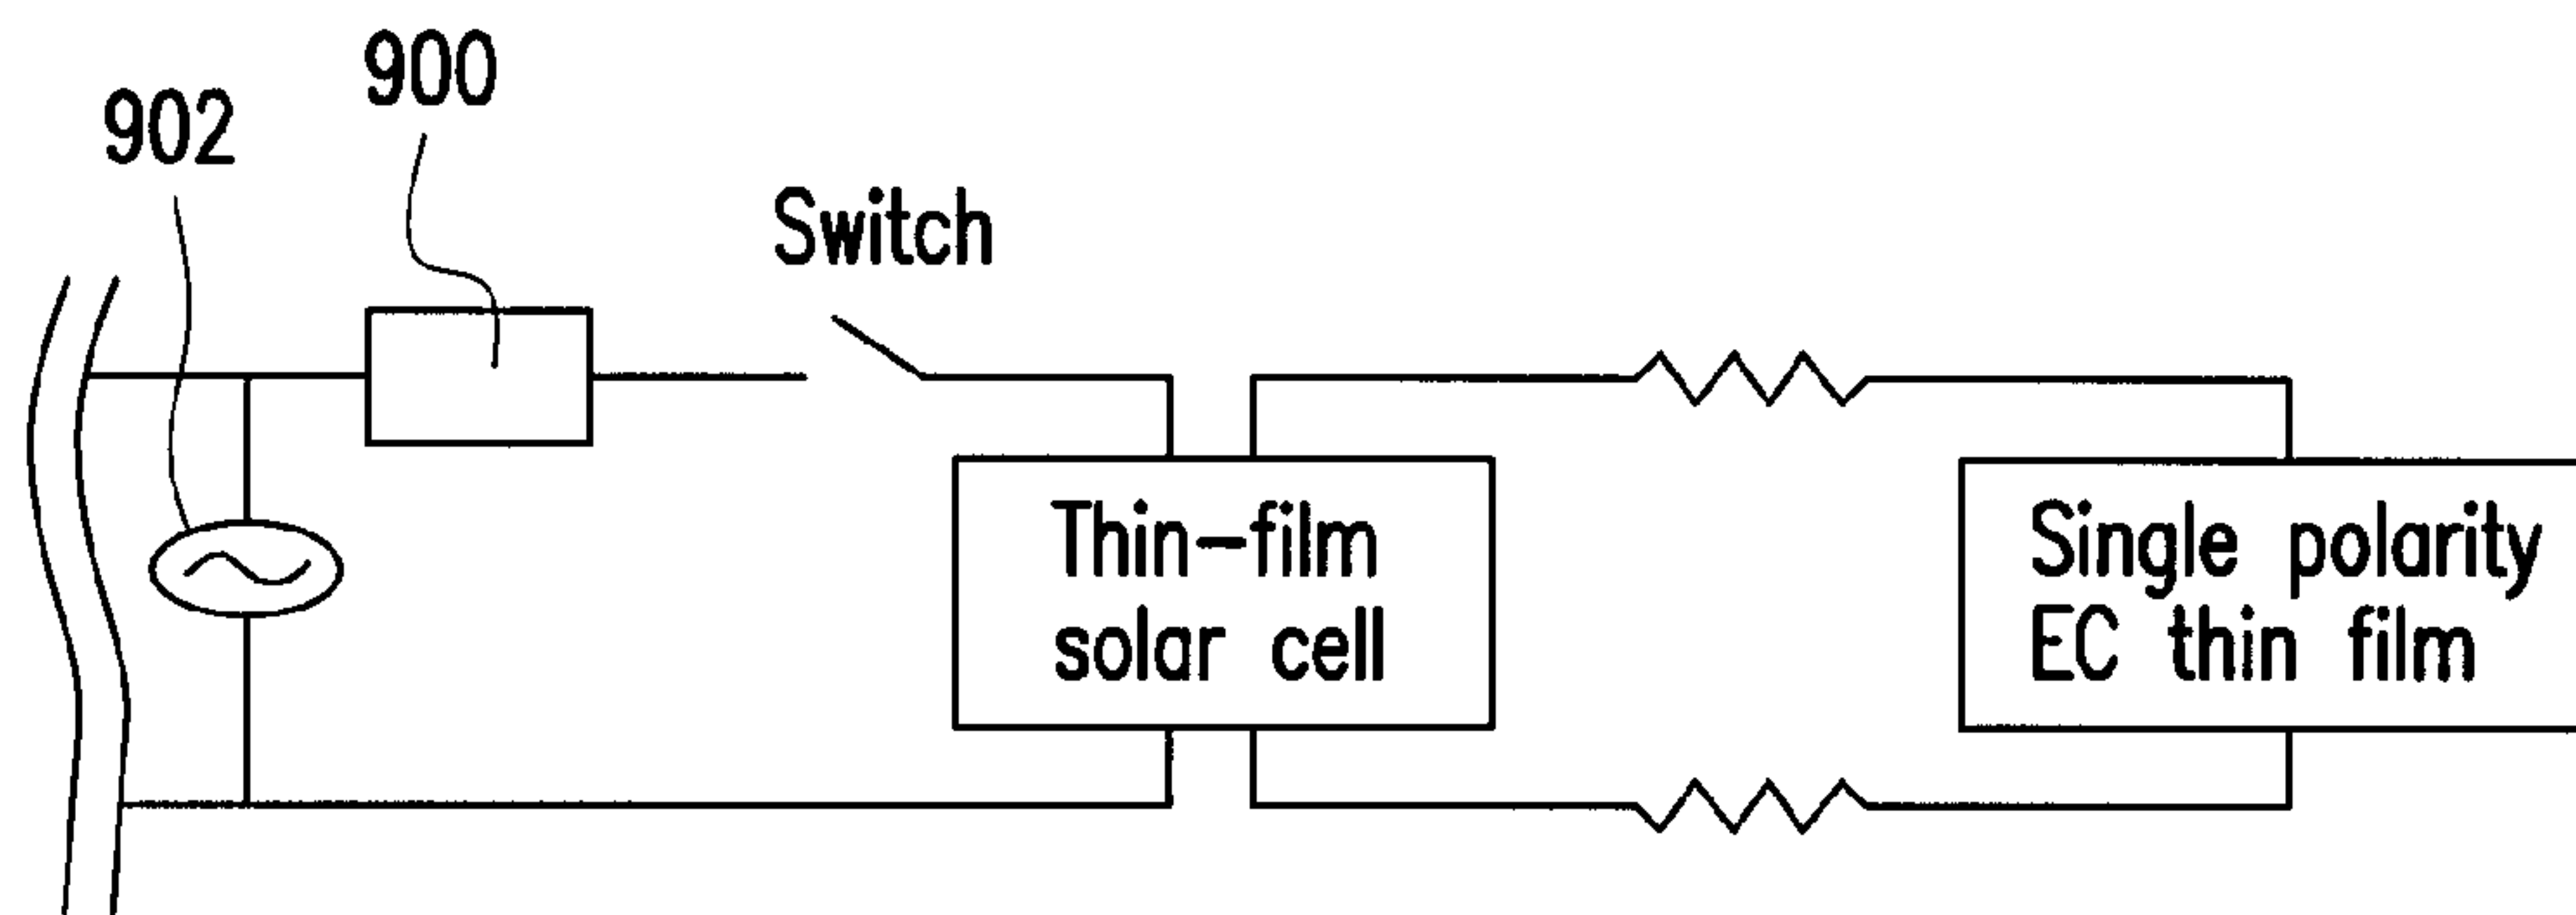 900
902
Switch
Thin-film
solar cell
Single polarity
EC thin film